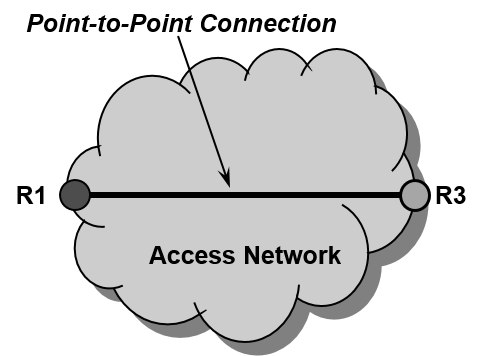 Point-to-Point Connection
R1
R3
Access Network